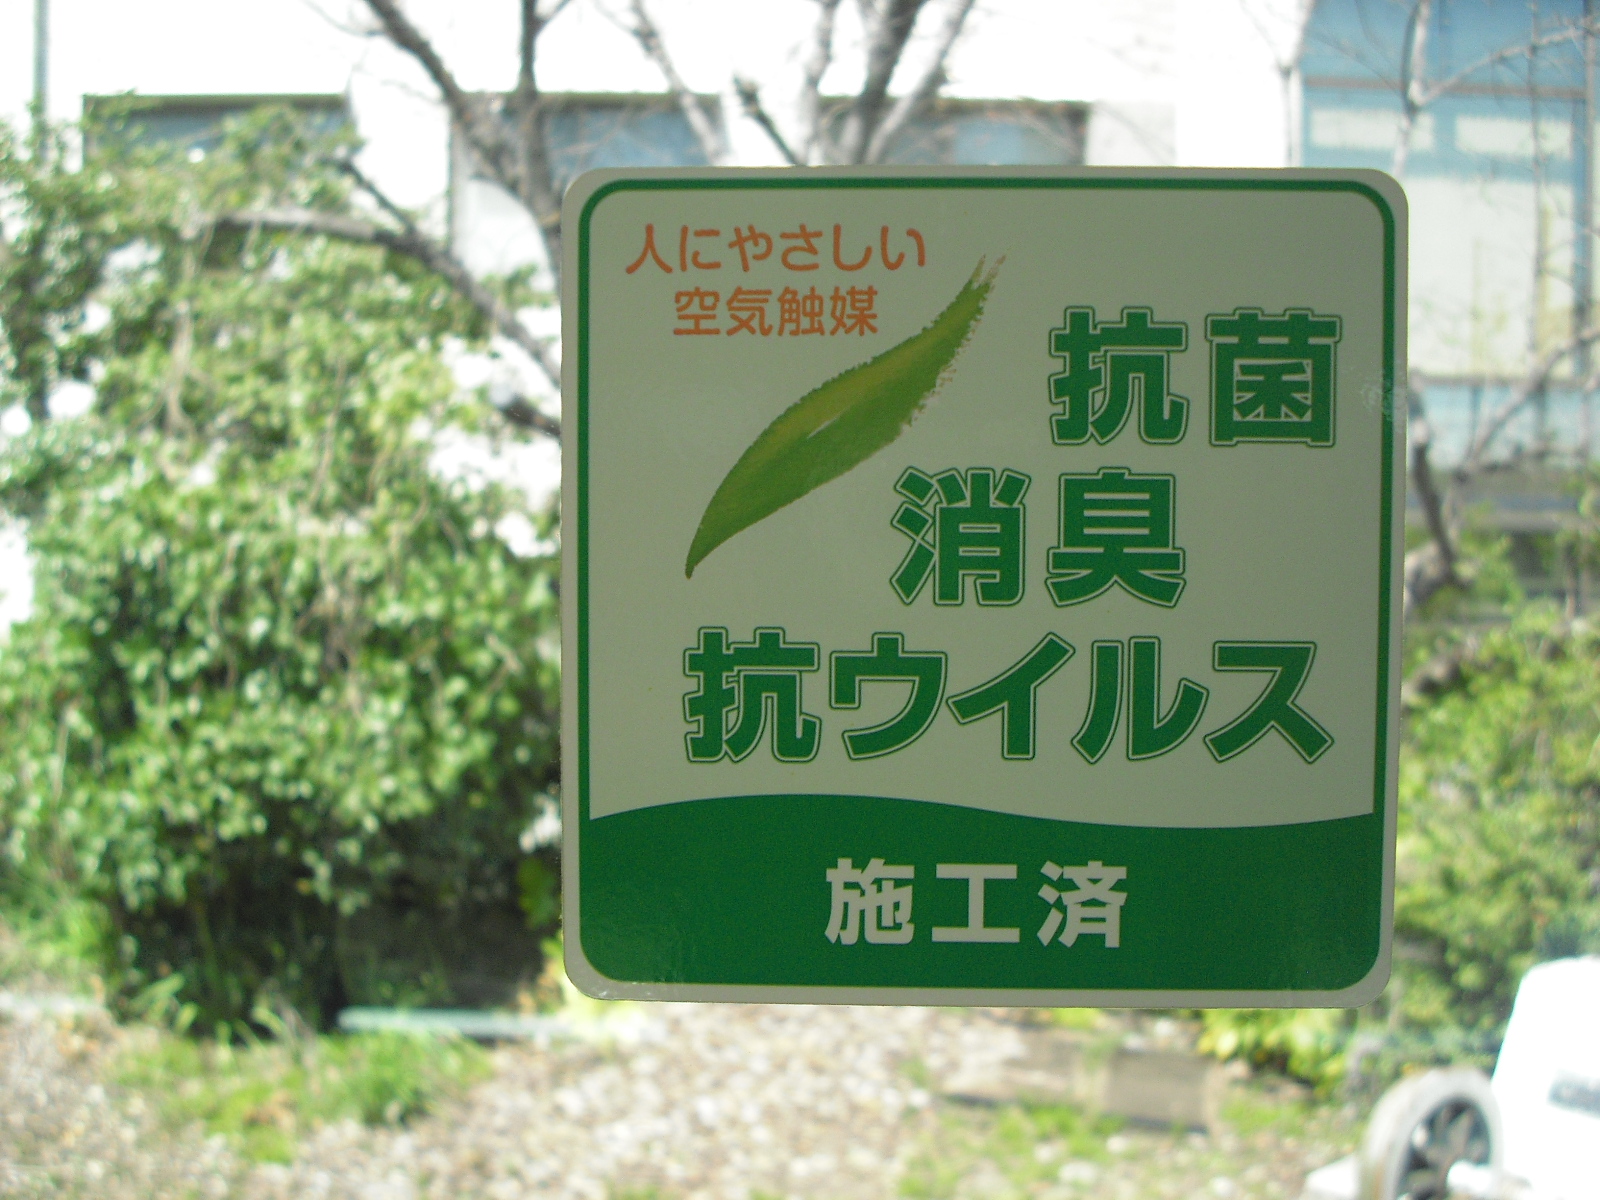 人にやさしい
空気触媒
抗菌
消臭
抗ウイルス
施工済